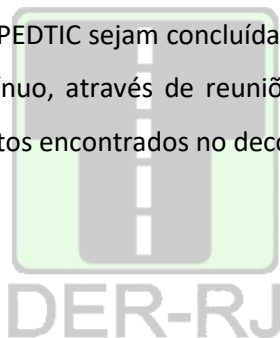 PEDTIC sejam concluída
nuo, através de reuniõ
tos encontrados no deco
DER-RJ